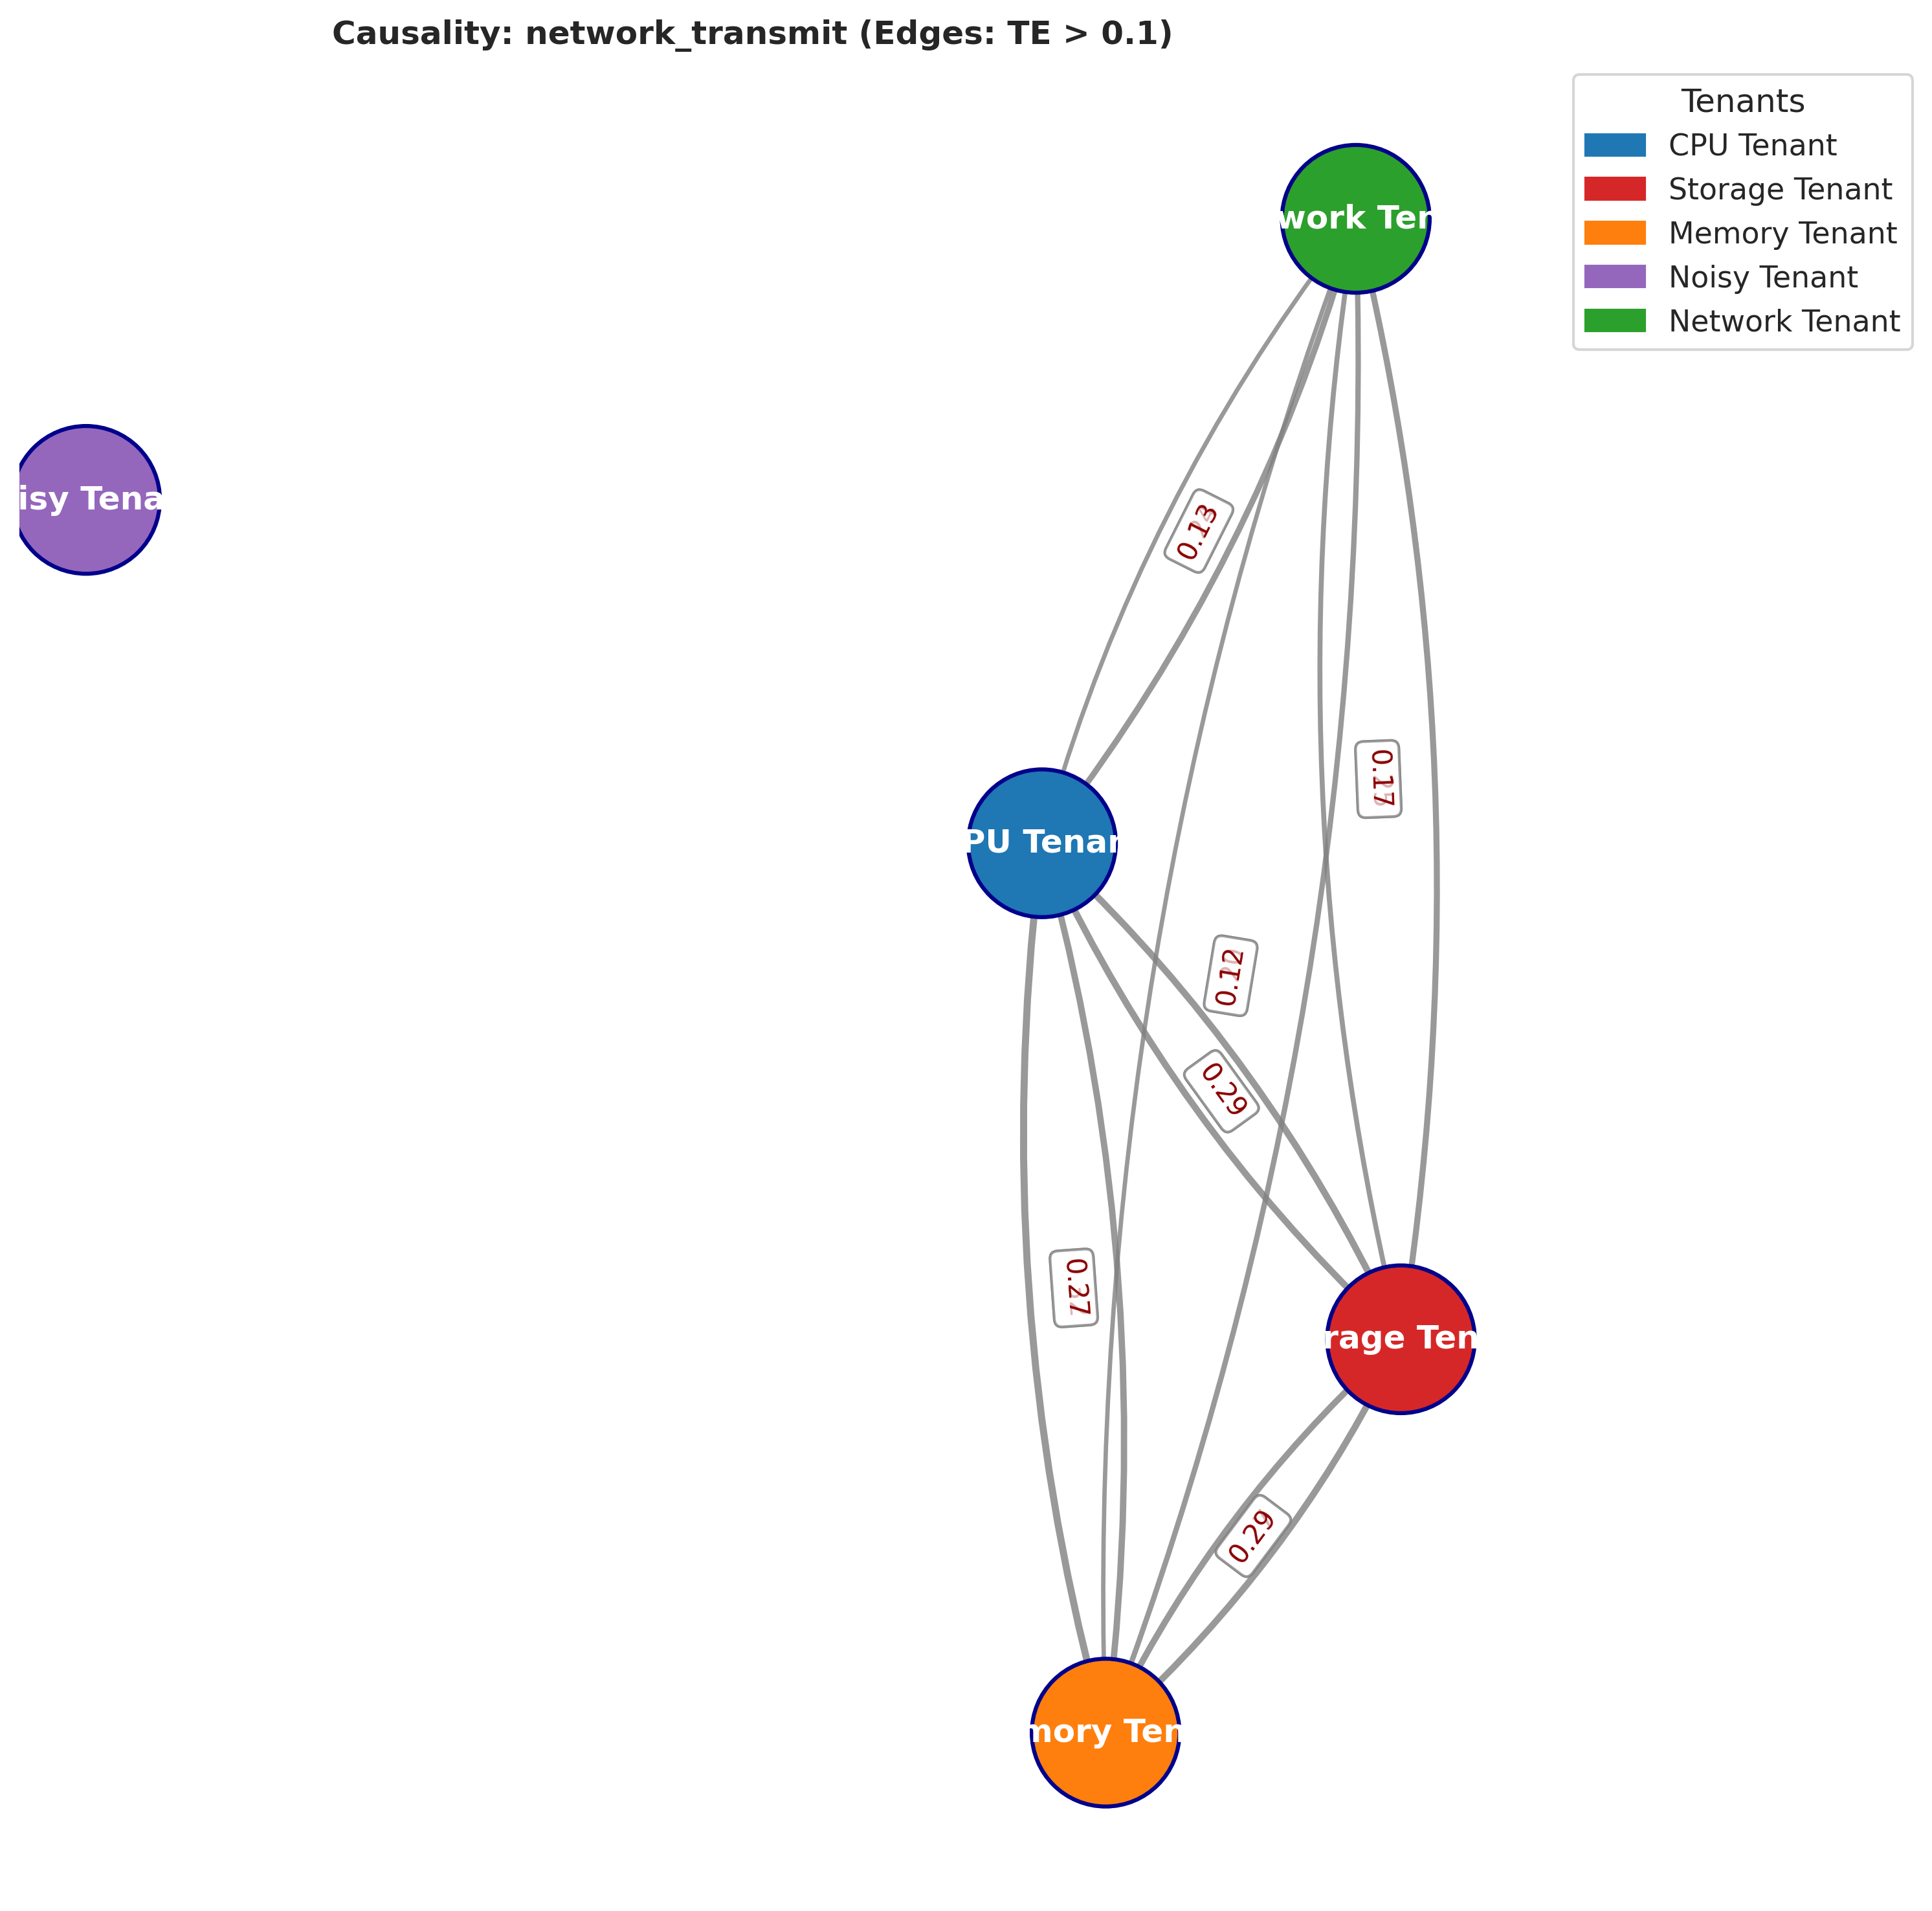 Causality: network_transmit (Edges: TE > 0.1)
Tenants
CPU Tenant
Storage Tenant
Memory Tenant
Noisy Tenant
Network Tenant
work Ten
isy Tena
0.13
0.17
PU Tenan
0.12
0.29
0.27
rage Ten
0.29
mory Ten